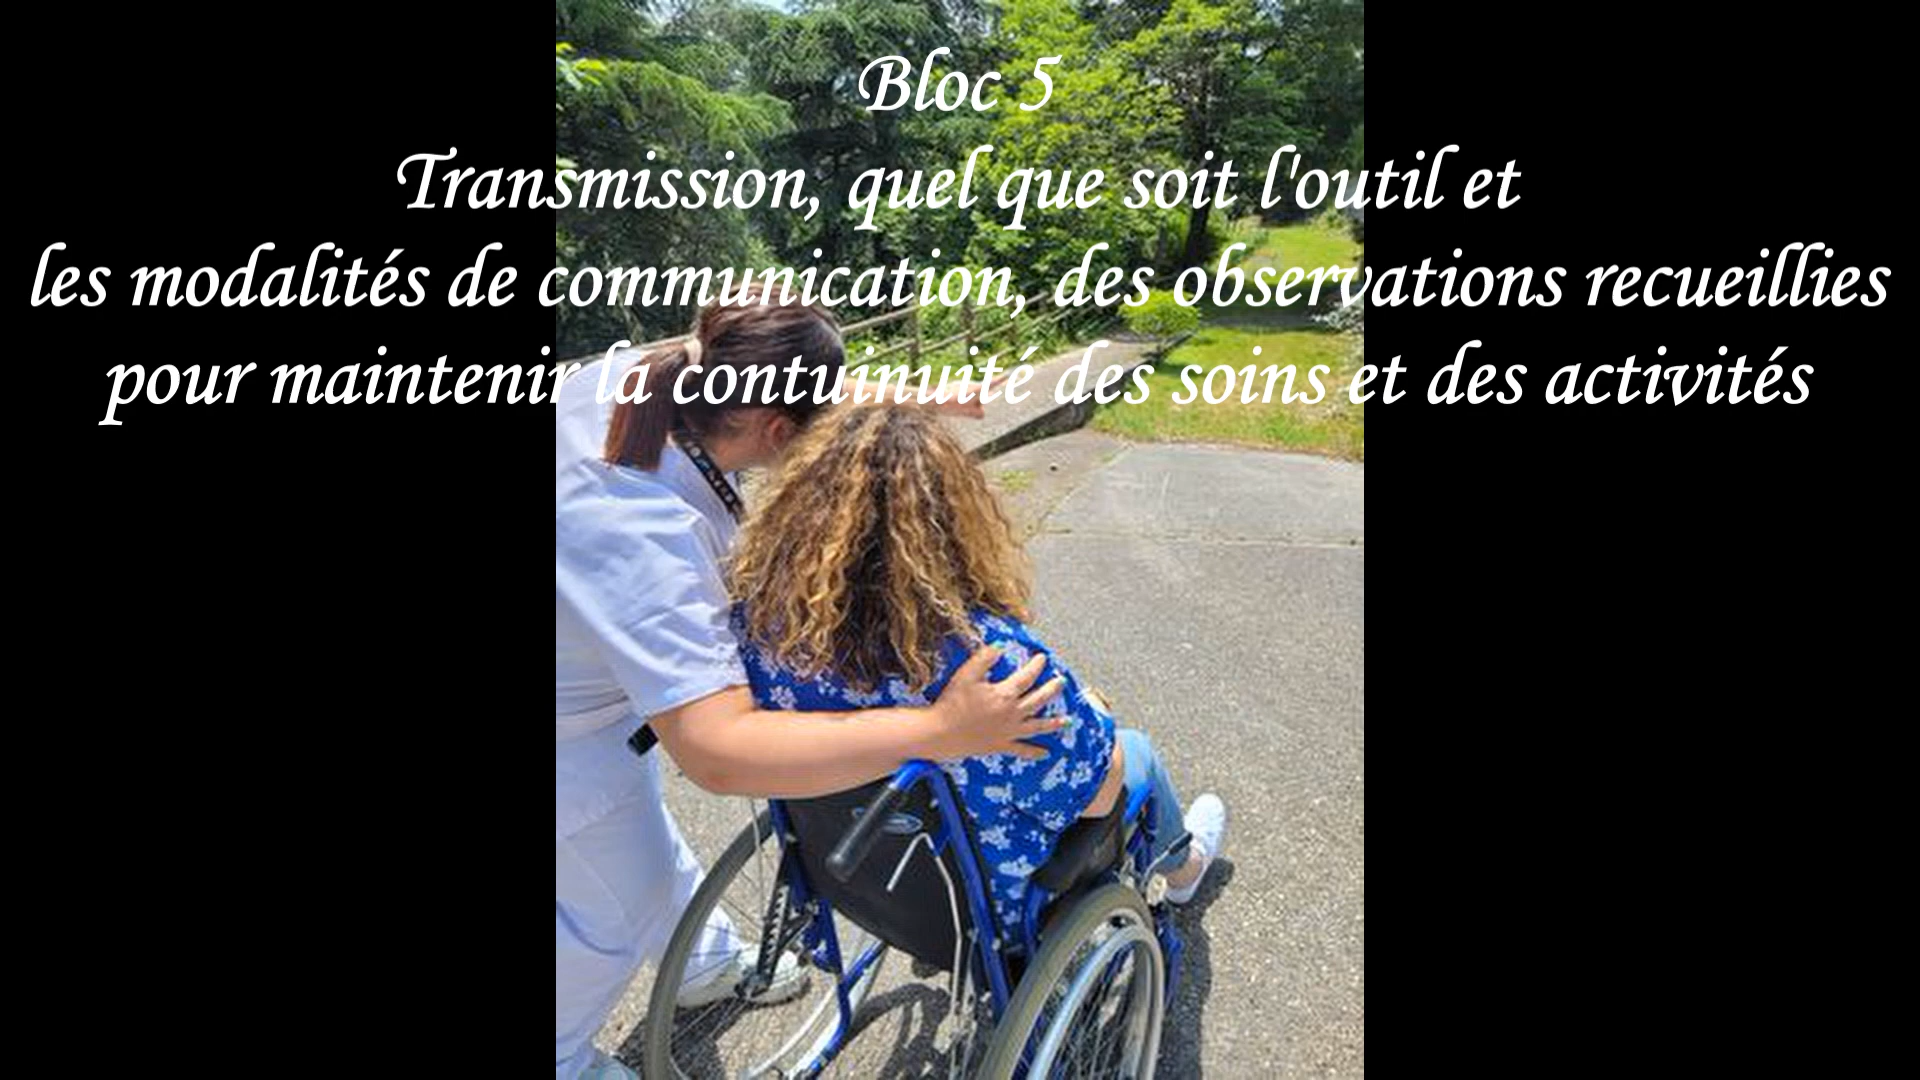 Bloc 5
Transmission, quel que soit l'outil et
les modalités de communication, des observations recueillies
pour maintenir la contuinuité des soins et des activités